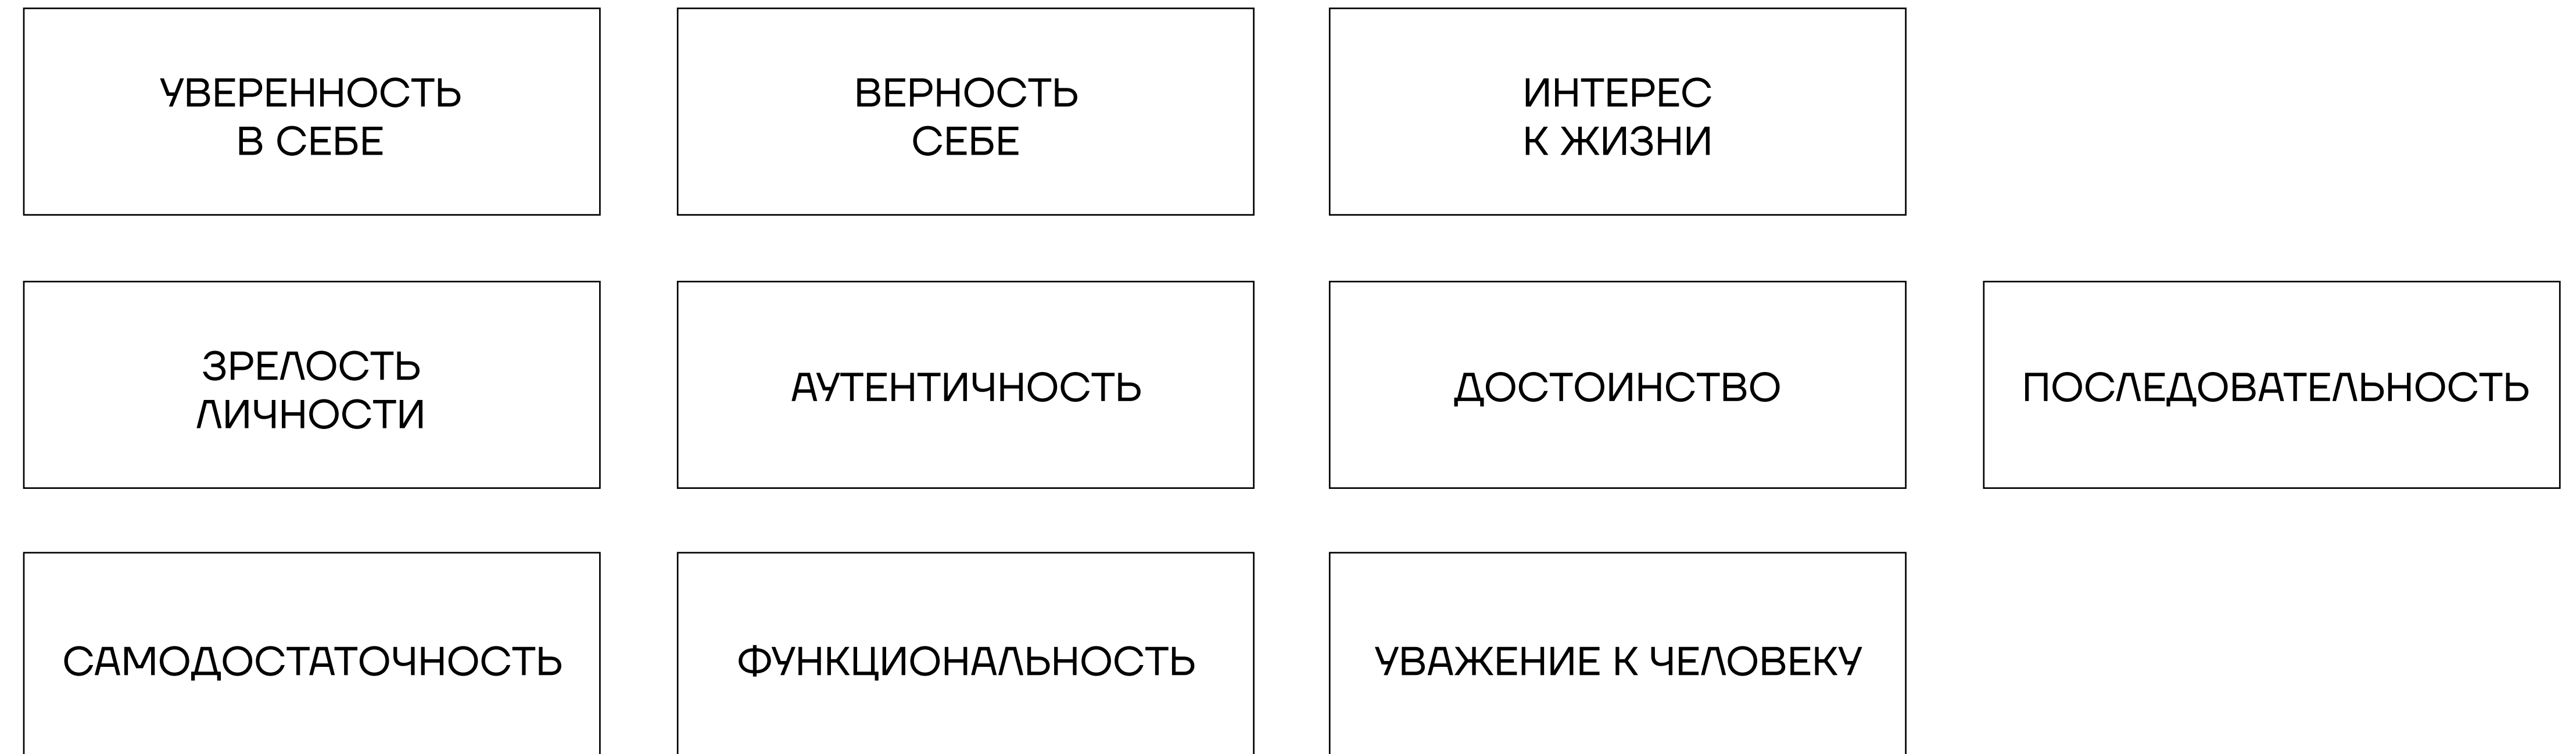 УВЕРЕННОСТЬ
В СЕБЕ
ВЕРНОСТЬ
СЕБЕ
ИНТЕРЕС
К ЖИЗНИ
ЗРЕЛОСТЬ
ЛИЧНОСТИ
АУТЕНТИЧНОСТЬ
ДОСТОИНСТВО
ПОСЛЕДОВАТЕЛЬНОСТЬ
САМОДОСТАТОЧНОСТЬ
ФУНКЦИОНАЛЬНОСТЬ
УВАЖЕНИЕ К ЧЕЛОВЕКУ